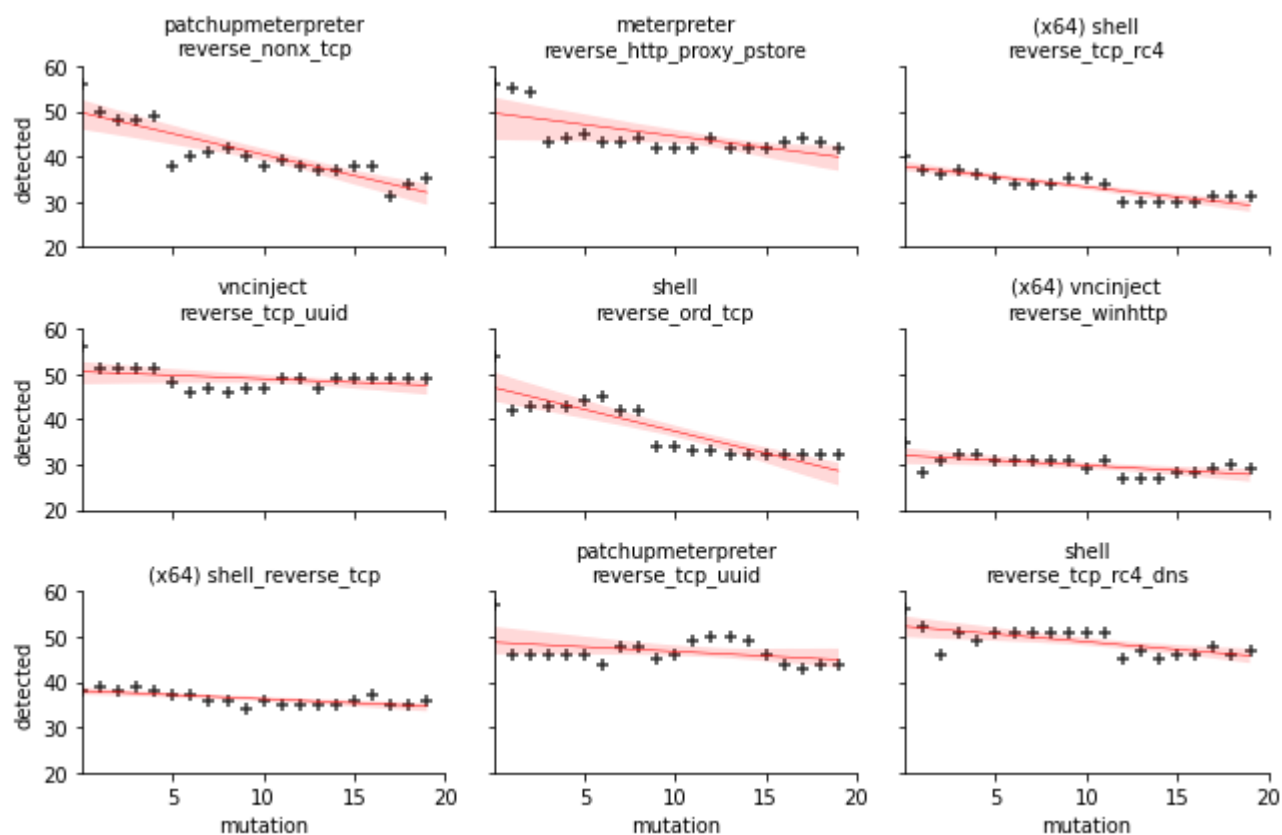 patchupmeterpreter
reverse_nonx_tcp
meterpreter
reverse_http_proxy_pstore
(x64) shell
reverse_tcp_rc4
60
50
40
30
20
detected
5
10
15
20
5
10
15
20
5
10
15
20
vncinject
reverse_tcp_uuid
shell
reverse_ord_tcp
(x64) vncinject
reverse_winhttp
60
50
40
30
20
detected
(x64) shell_reverse_tcp
patchupmeterpreter
reverse_tcp_uuid
shell
reverse_tcp_rc4_dns
60
50
40
30
20
detected
mutation
mutation
mutation